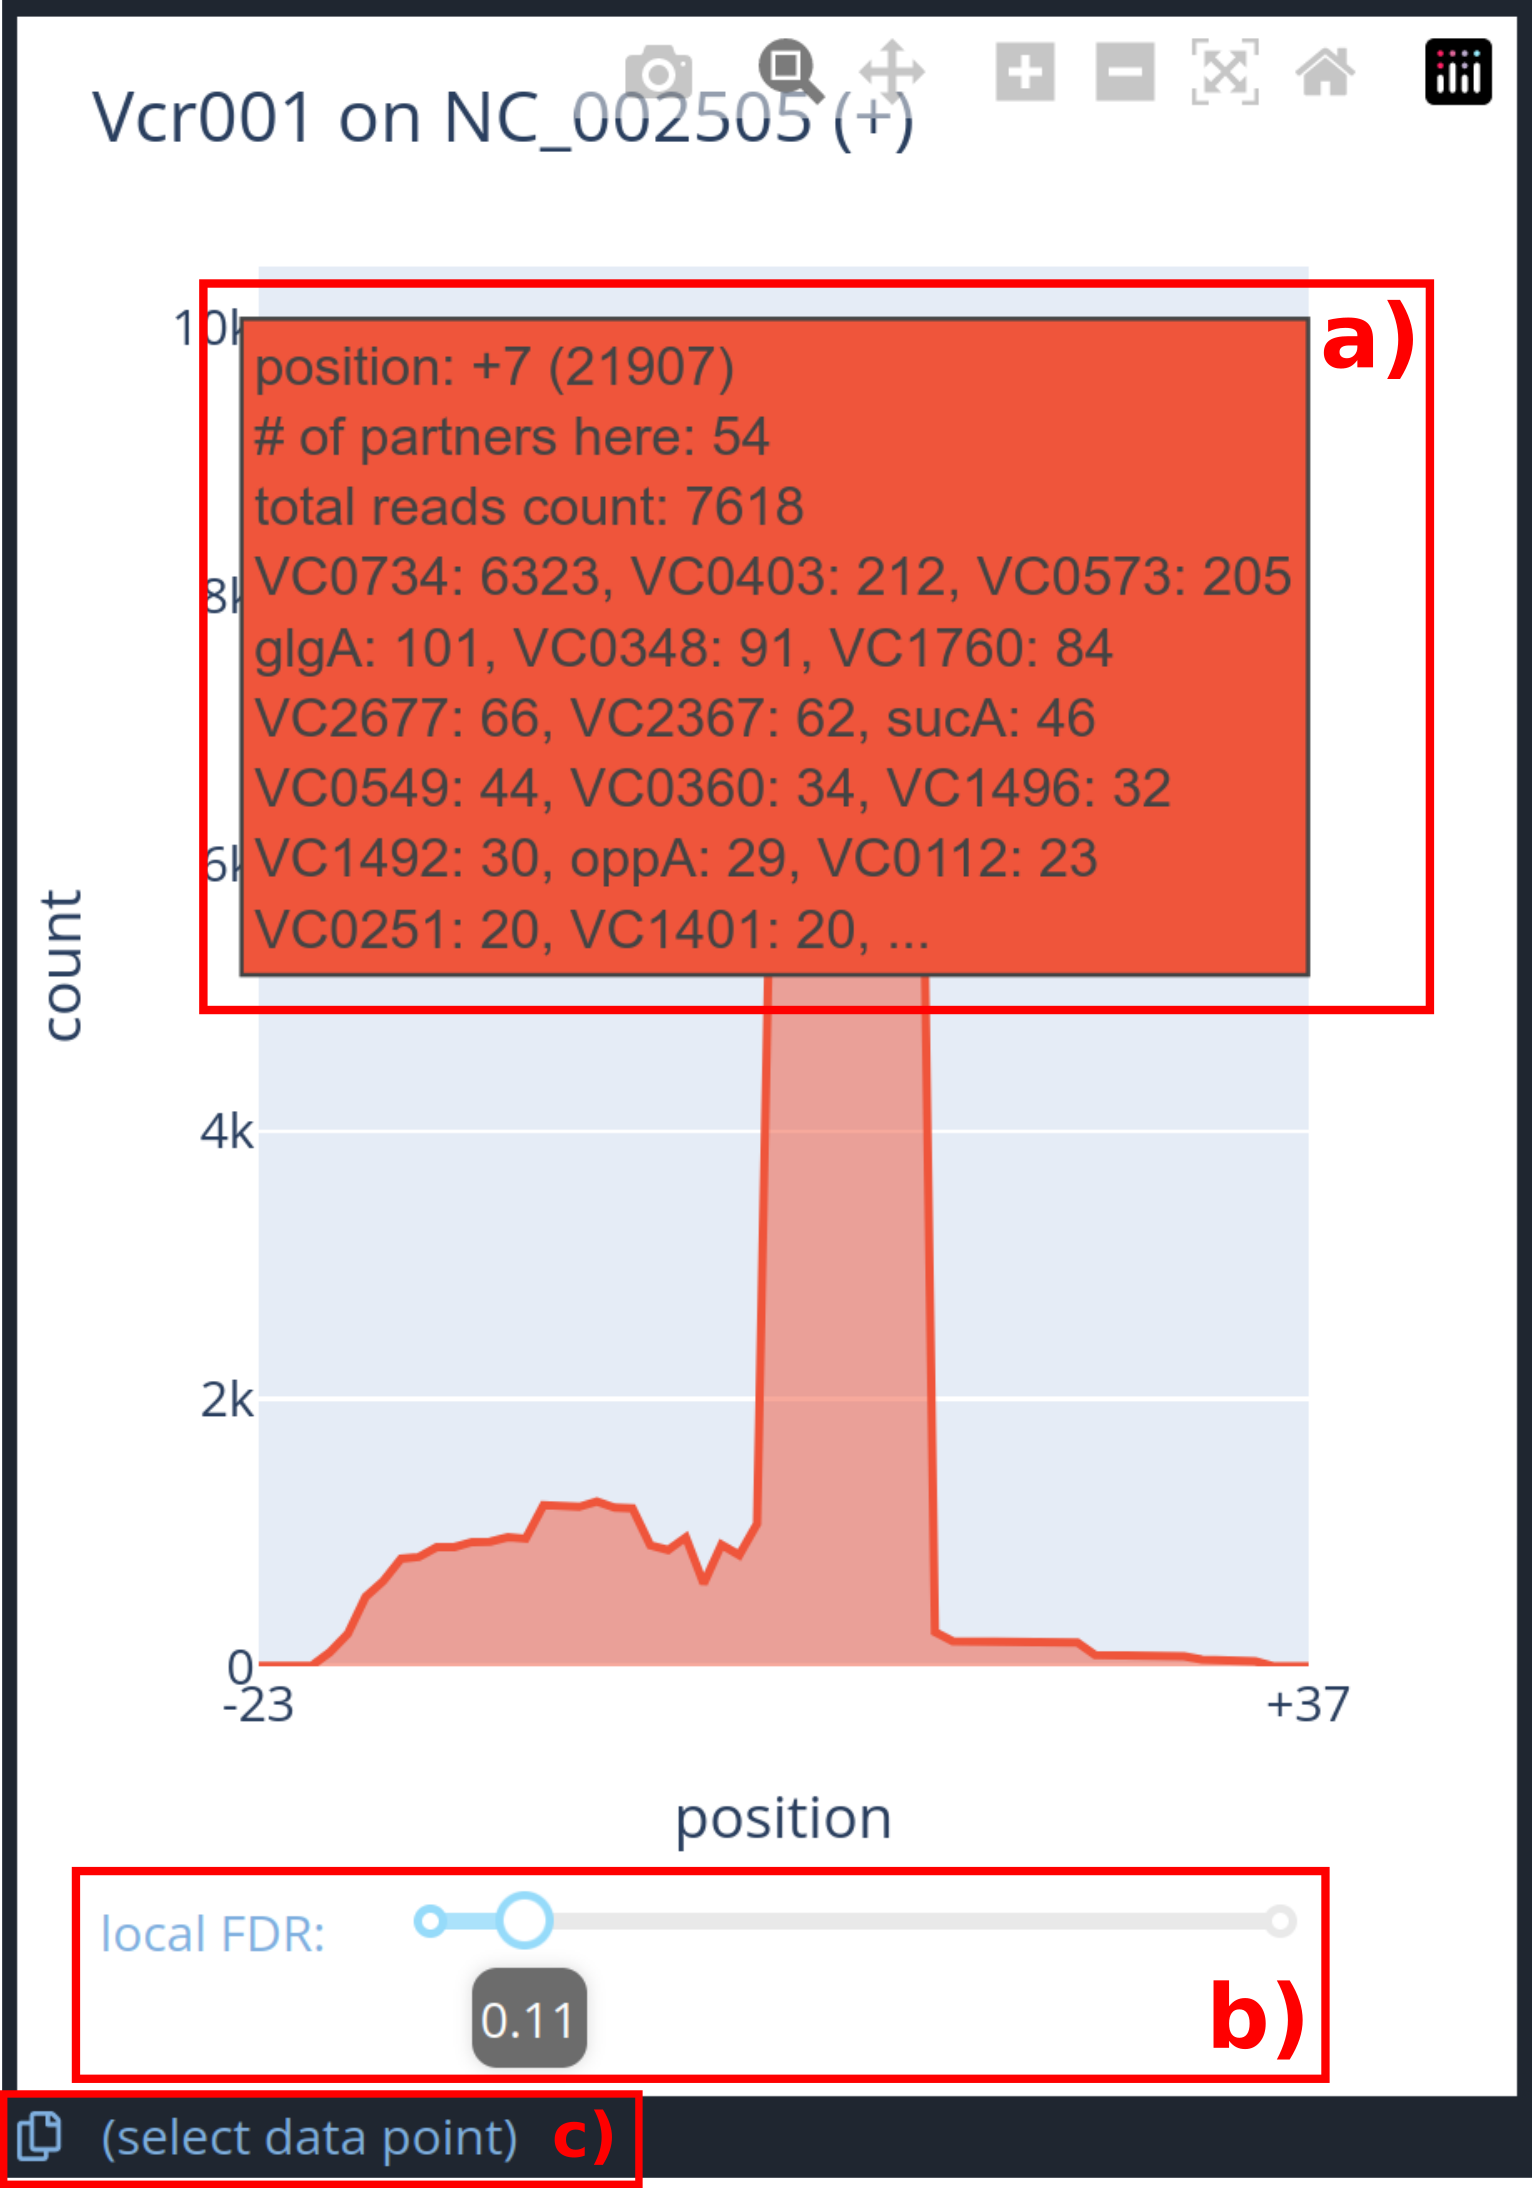 Vcr001 on NC_002505 (+)
a)
10k
position: +7 (21907)
# of partners here: 54
total reads count: 7618
8k
VC0734: 6323, VC0403: 212, VC0573: 205
glgA: 101, VC0348: 91, VC1760: 84
VC2677: 66, VC2367: 62, sucA: 46
VC0549: 44, VC0360: 34, VC1496: 32
6k
VC1492: 30, oppA: 29, VC0112: 23
VC0251: 20, VC1401: 20, ...
count
4k
2k
0
-23
+37
position
local FDR:
0.11
b)
(select data point)
c)